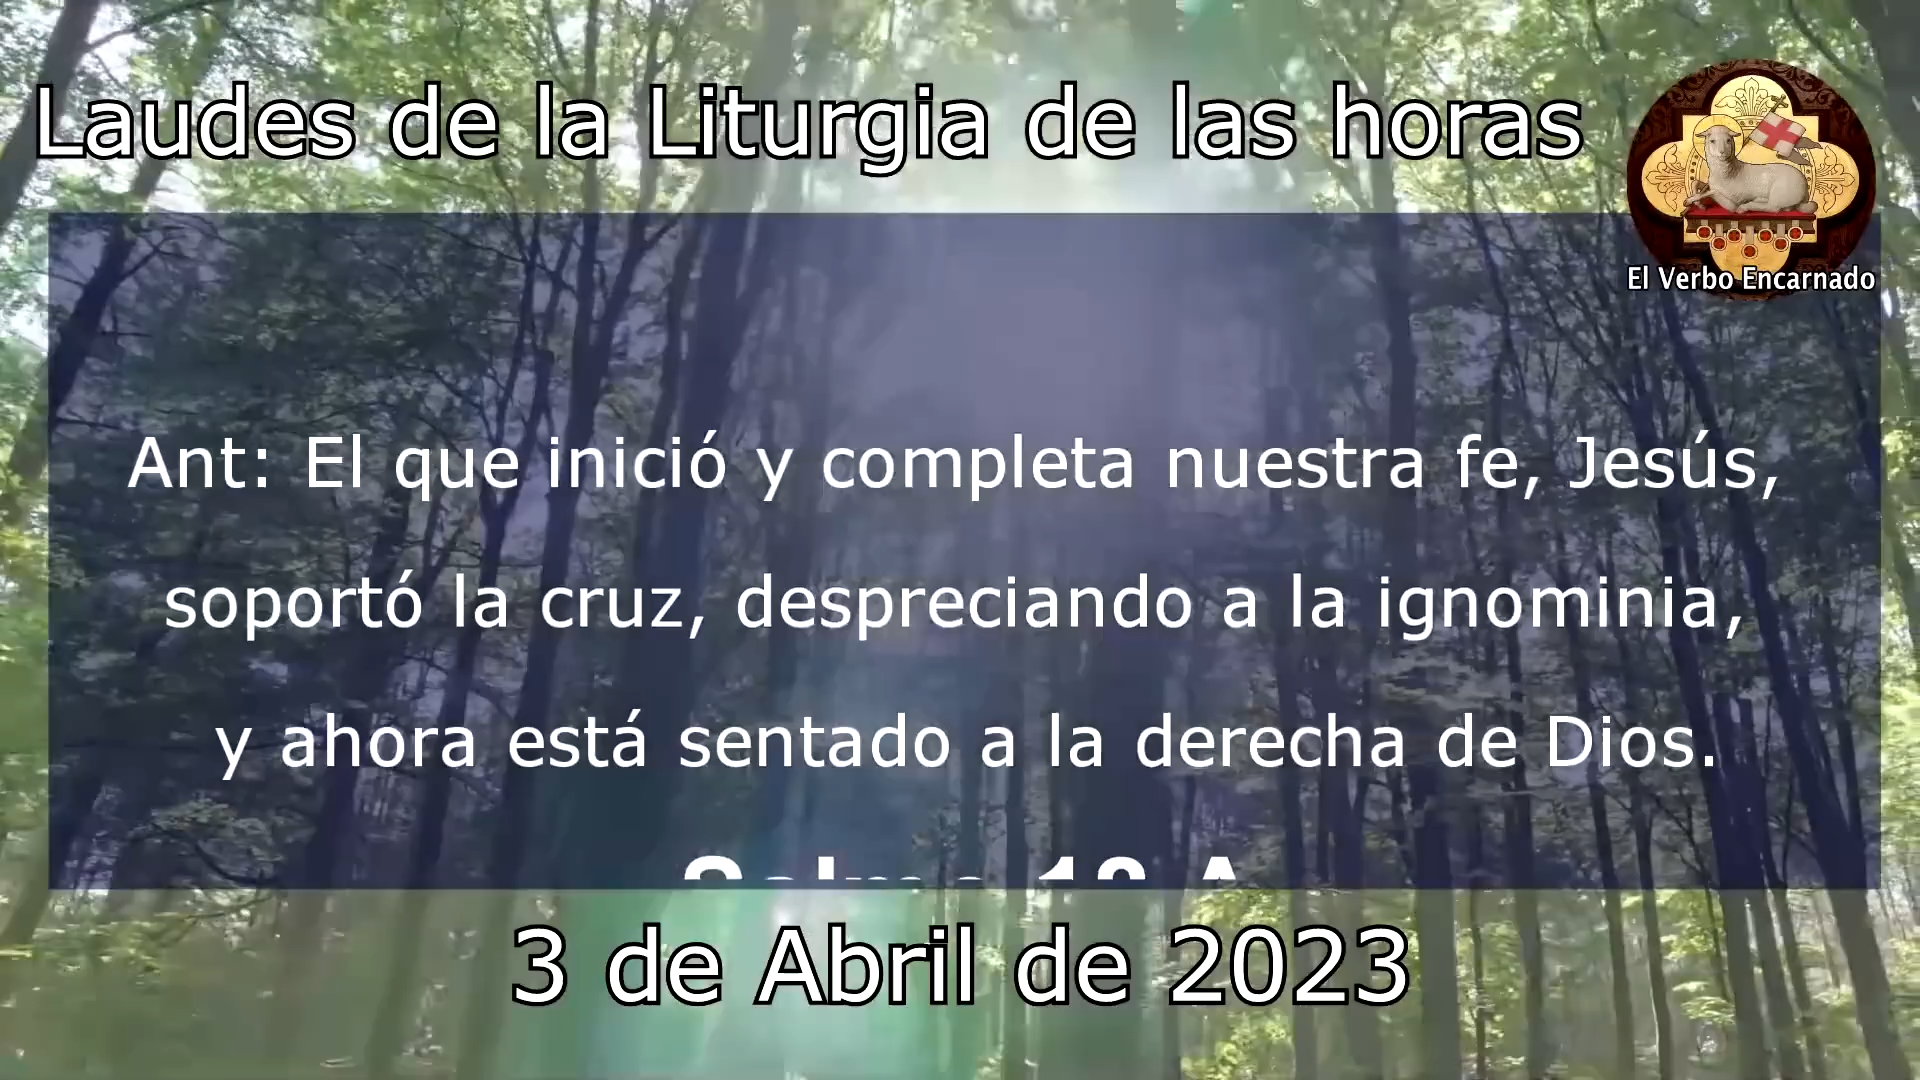 Laudes de la Liturgia de las horas
El Verbo Encarnado
Ant: El que inició y completa nuestra fe, Jesús,
soportó la cruz, despreciando a la ignominia,
y ahora está sentado a la derecha de Dios.
3 de Abril de 2023